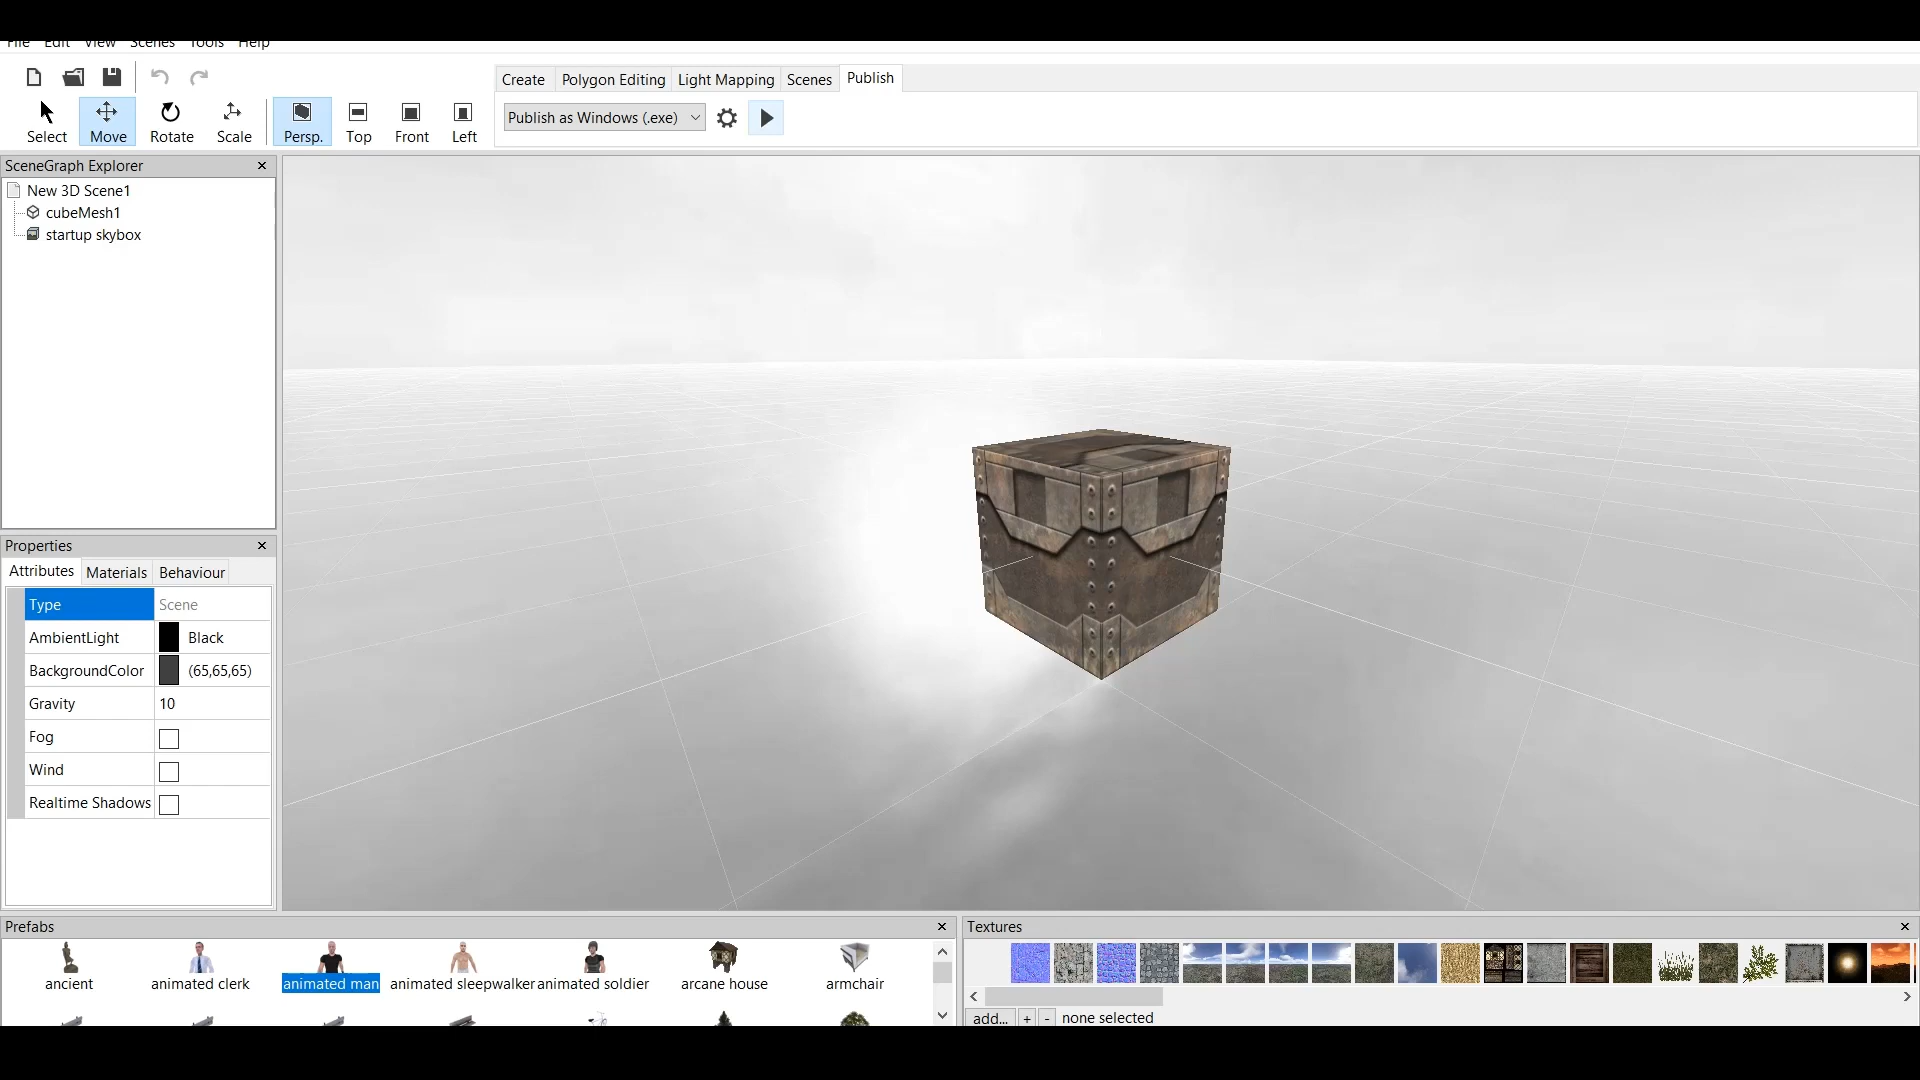 File Edit View Scenes Tools Help
Create Polygon Editing Light Mapping Scenes Publish
Select Move Rotate Scale Persp. Top Front Left
Publish as Windows (.exe)
SceneGraph Explorer
New 3D Scene1
cubeMesh1
startup skybox
Properties
Attributes Materials Behaviour
Type Scene
AmbientLight Black
BackgroundColor (65,65,65)
Gravity 10
Fog
Wind
Realtime Shadows
Prefabs
ancient animated clerk animated man animated sleepwalker animated soldier arcane house armchair
Textures
add... + - none selected